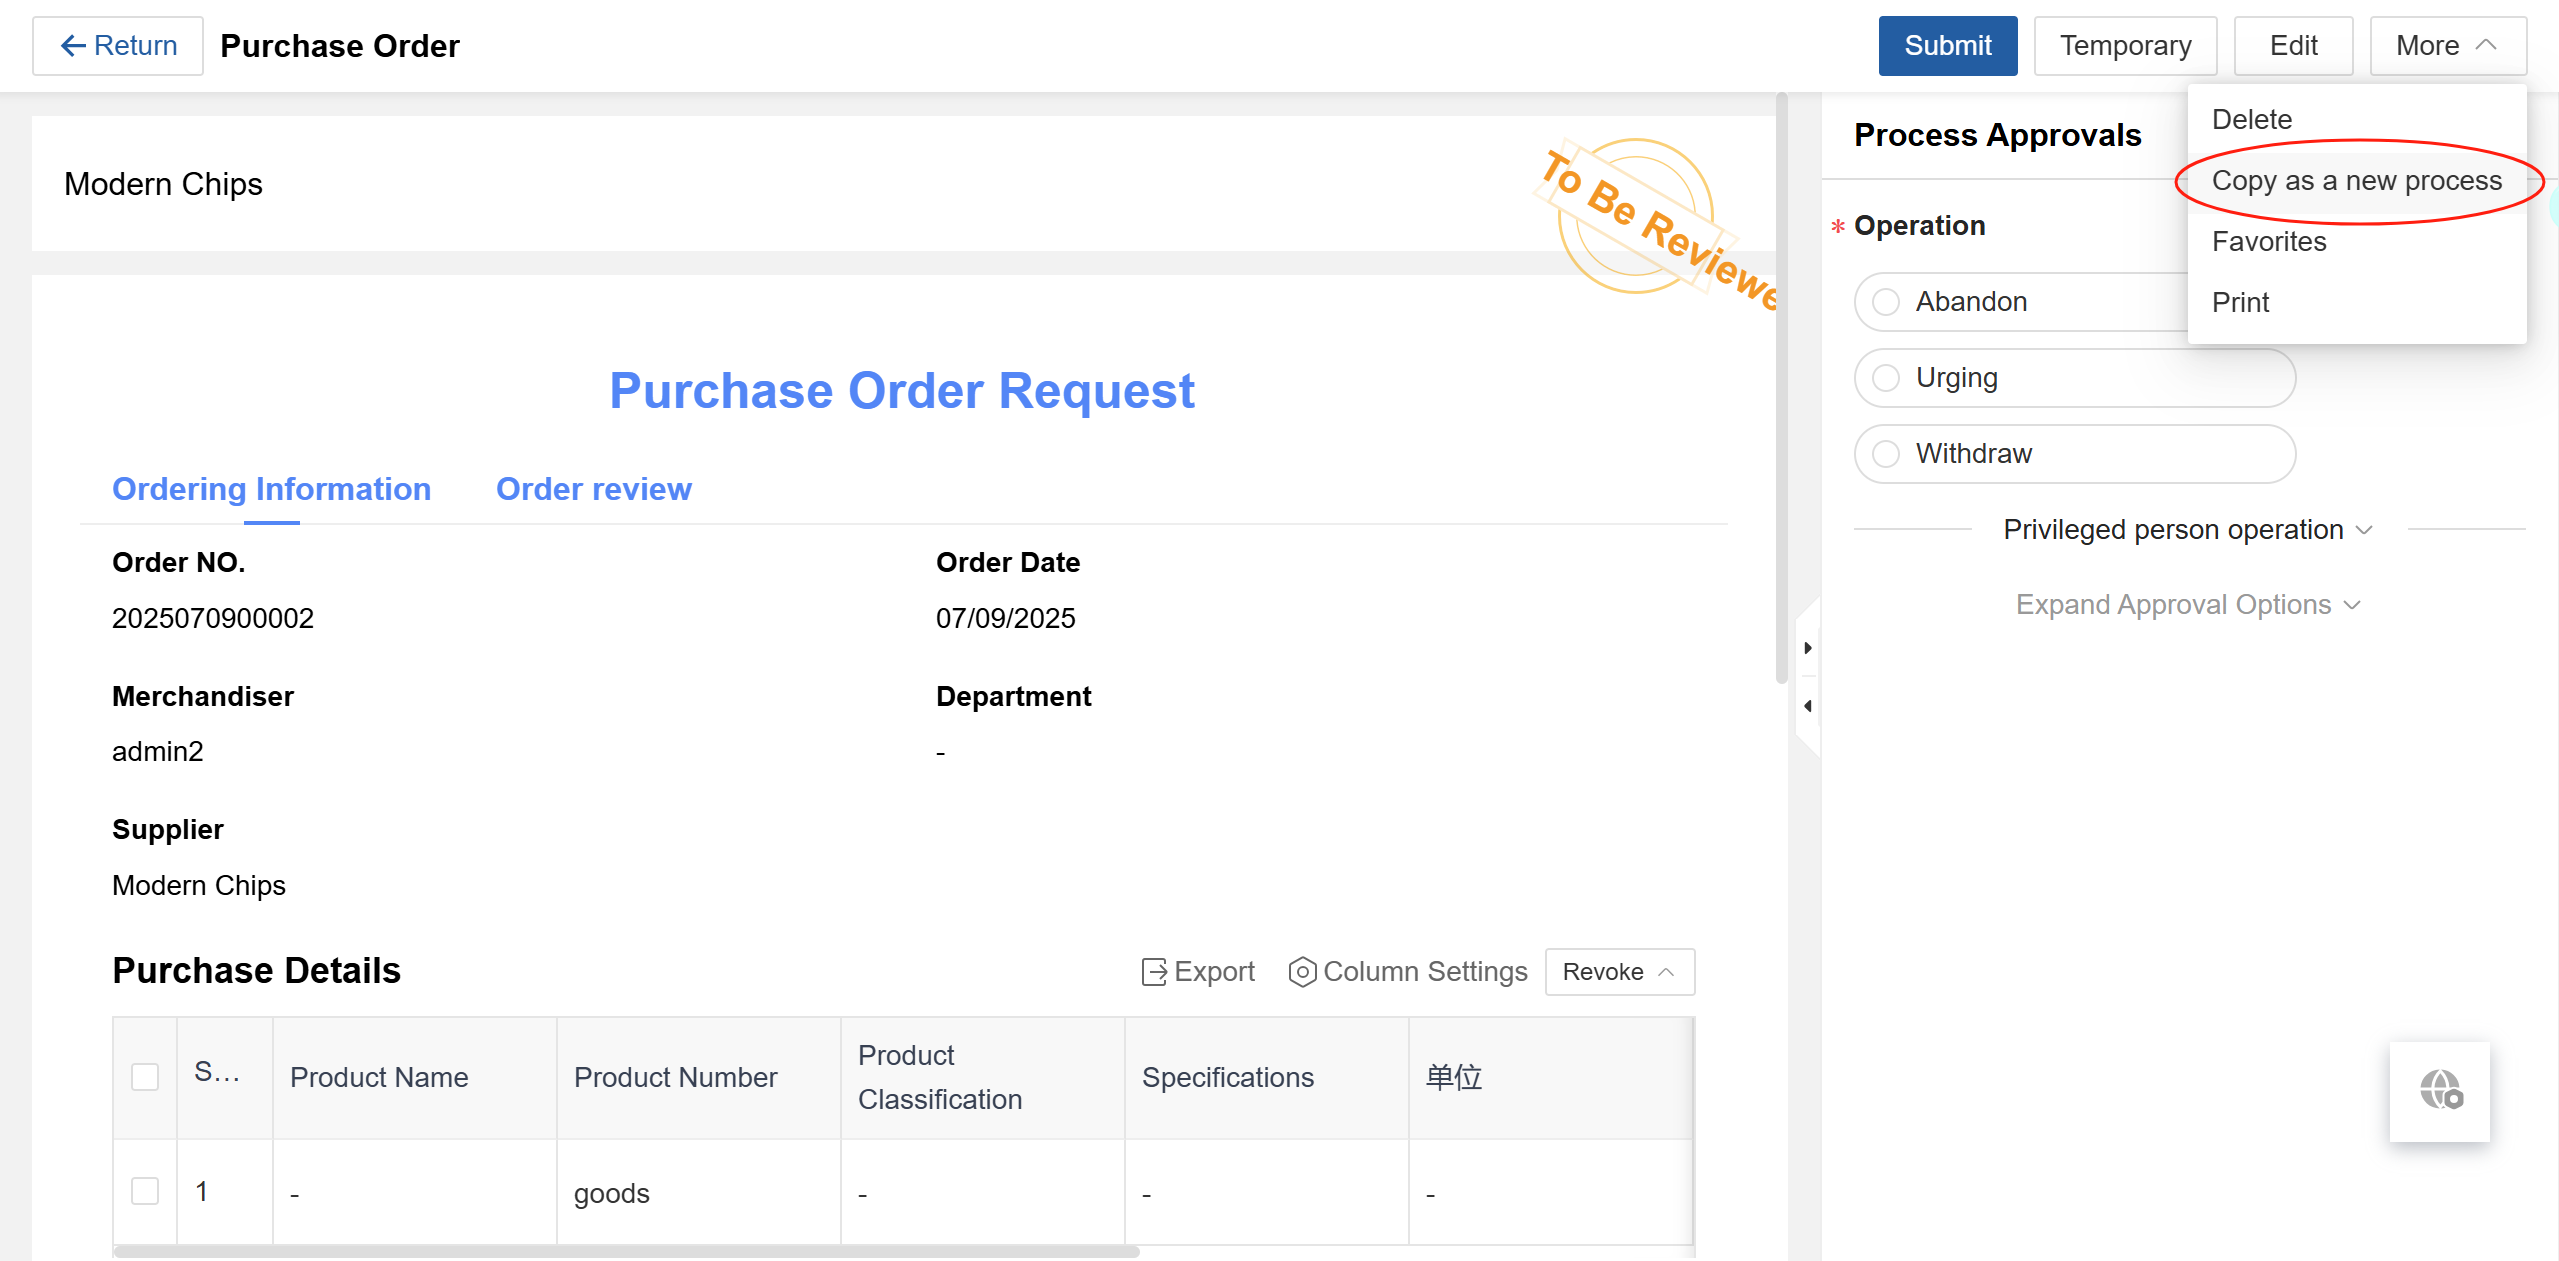 Return
Purchase Order
Submit
Temporary
Edit
More
Delete
Copy as a new process
Favorites
Print
Modern Chips
To Be Reviewe
Purchase Order Request
Ordering Information
Order review
Order NO.
Order Date
2025070900002
07/09/2025
Merchandiser
Department
admin2
-
Supplier
Modern Chips
Purchase Details
Export
Column Settings
Revoke
S...
Product Name
Product Number
Product
Classification
Specifications
单位
1
-
goods
-
-
-
Process Approvals
* Operation
Abandon
Urging
Withdraw
Privileged person operation
Expand Approval Options